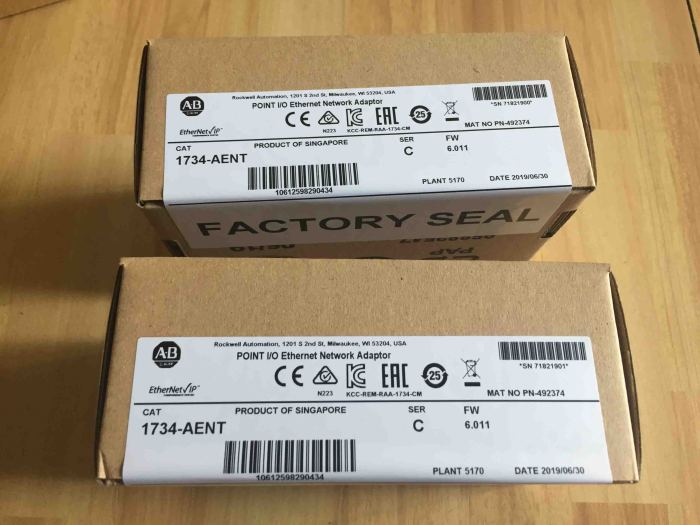 Rockwell Automation, 1201 S 2nd St, Milwaukee, WI 53204, USA
A-B
POINT I/O Ethernet Network Adaptor
*SN 71821900*
EtherNet/IP
CE EAC 25
N223 KCC-REM-RAA-1734-CM
MAT NO PN-492374
CAT PRODUCT OF SINGAPORE SER FW
1734-AENT C 6.011
10612598290434
PLANT 5170 DATE 2019/06/30
FACTORY SEAL
PAP
Rockwell Automation, 1201 S 2nd St, Milwaukee, WI 53204, USA
A-B
POINT I/O Ethernet Network Adaptor
*SN 71821901*
EtherNet/IP
CE EAC 25
N223 KCC-REM-RAA-1734-CM
MAT NO PN-492374
CAT PRODUCT OF SINGAPORE SER FW
1734-AENT C 6.011
10612598290434
PLANT 5170 DATE 2019/06/30